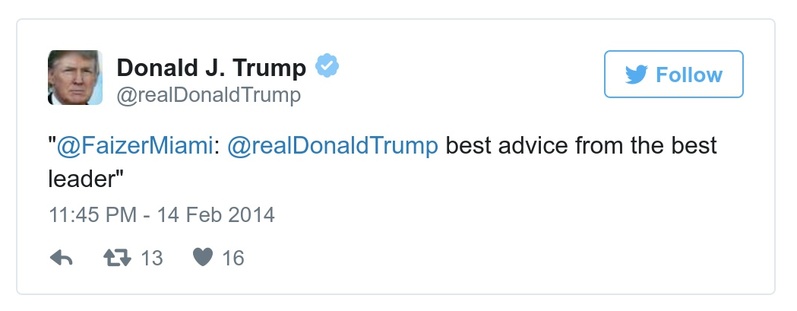 Donald J. Trump
@realDonaldTrump
Follow
"@FaizerMiami: @realDonaldTrump best advice from the best
leader"
11:45 PM - 14 Feb 2014
13 16